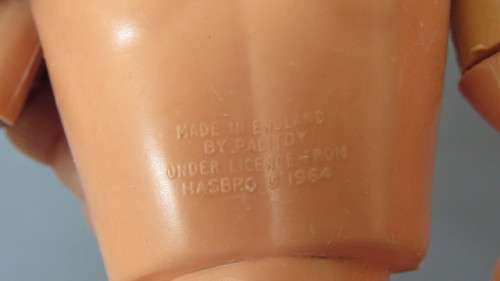 MADE IN ENGLAND
BY PALITOY
UNDER LICENCE FROM
HASBRO © 1964